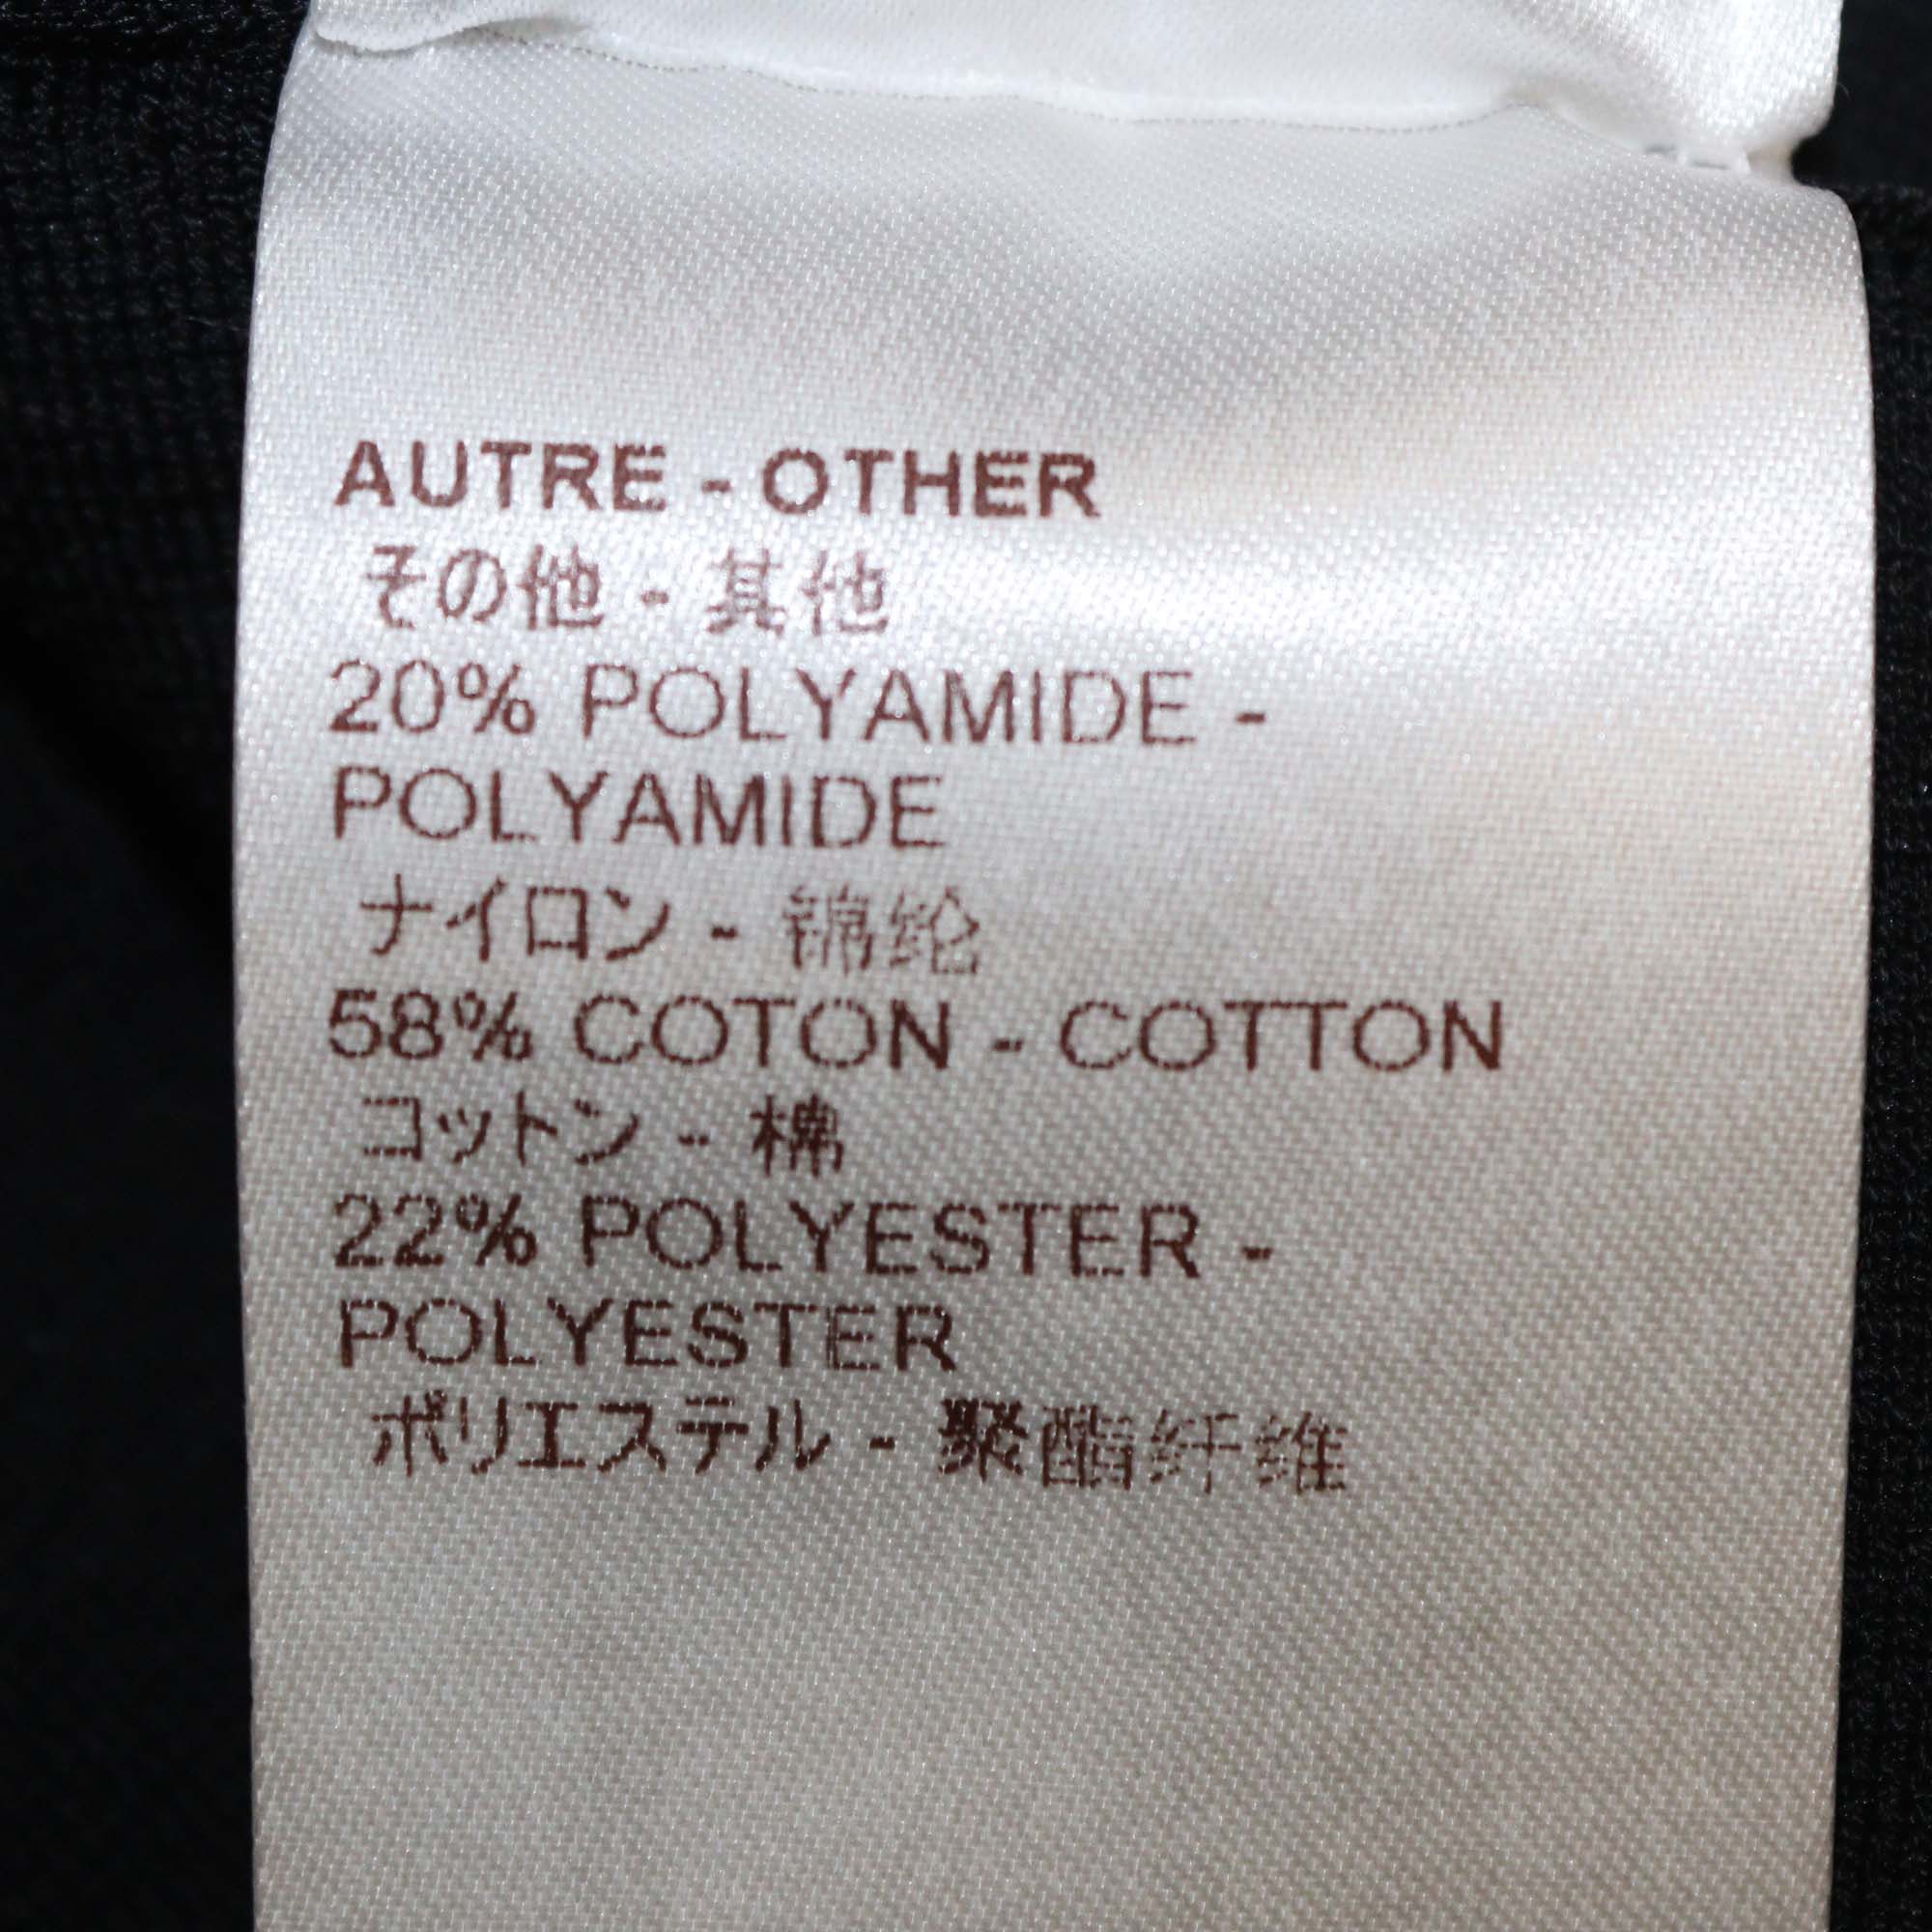 AUTRE - OTHER
その他 - 其他
20% POLYAMIDE -
POLYAMIDE
ナイロン - 锦纶
58% COTON - COTTON
コットン - 棉
22% POLYESTER -
POLYESTER
ポリエステル - 聚酯纤维